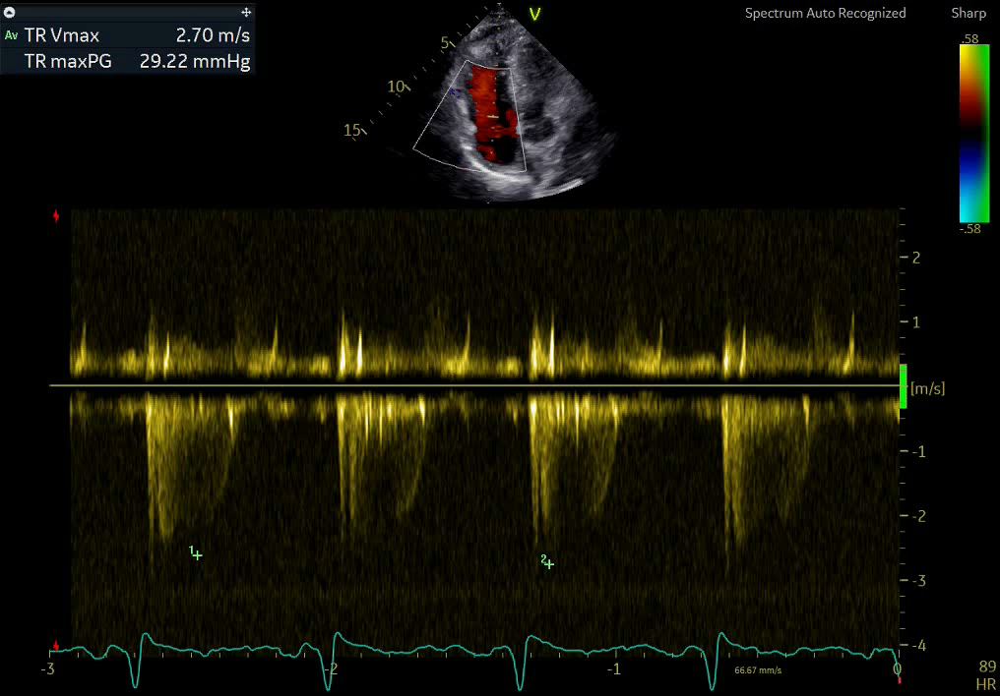 Av TR Vmax 2.70 m/s
TR maxPG 29.22 mmHg
V
Spectrum Auto Recognized
Sharp
.58
5
10
15
-.58
2
1
[m/s]
-1
-2
1
2
-3
-4
-3
-2
-1
0
66.67 mm/s
89
HR